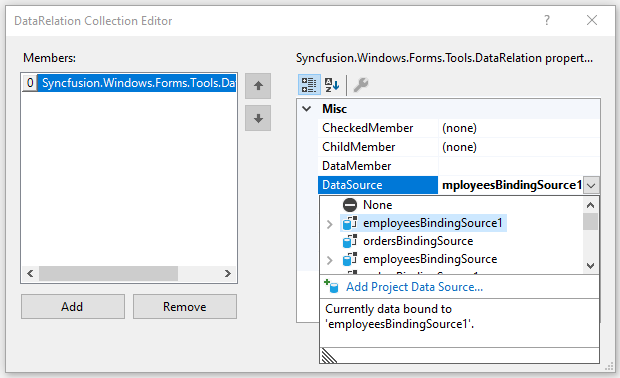 DataRelation Collection Editor
? ×
Members:
0 Syncfusion.Windows.Forms.Tools.Da
Add
Remove
Syncfusion.Windows.Forms.Tools.DataRelation propert...
Misc
CheckedMember (none)
ChildMember (none)
DataMember
DataSource mployeesBindingSource1
None
employeesBindingSource1
ordersBindingSource
employeesBindingSource
Add Project Data Source...
Currently data bound to
'employeesBindingSource1'.